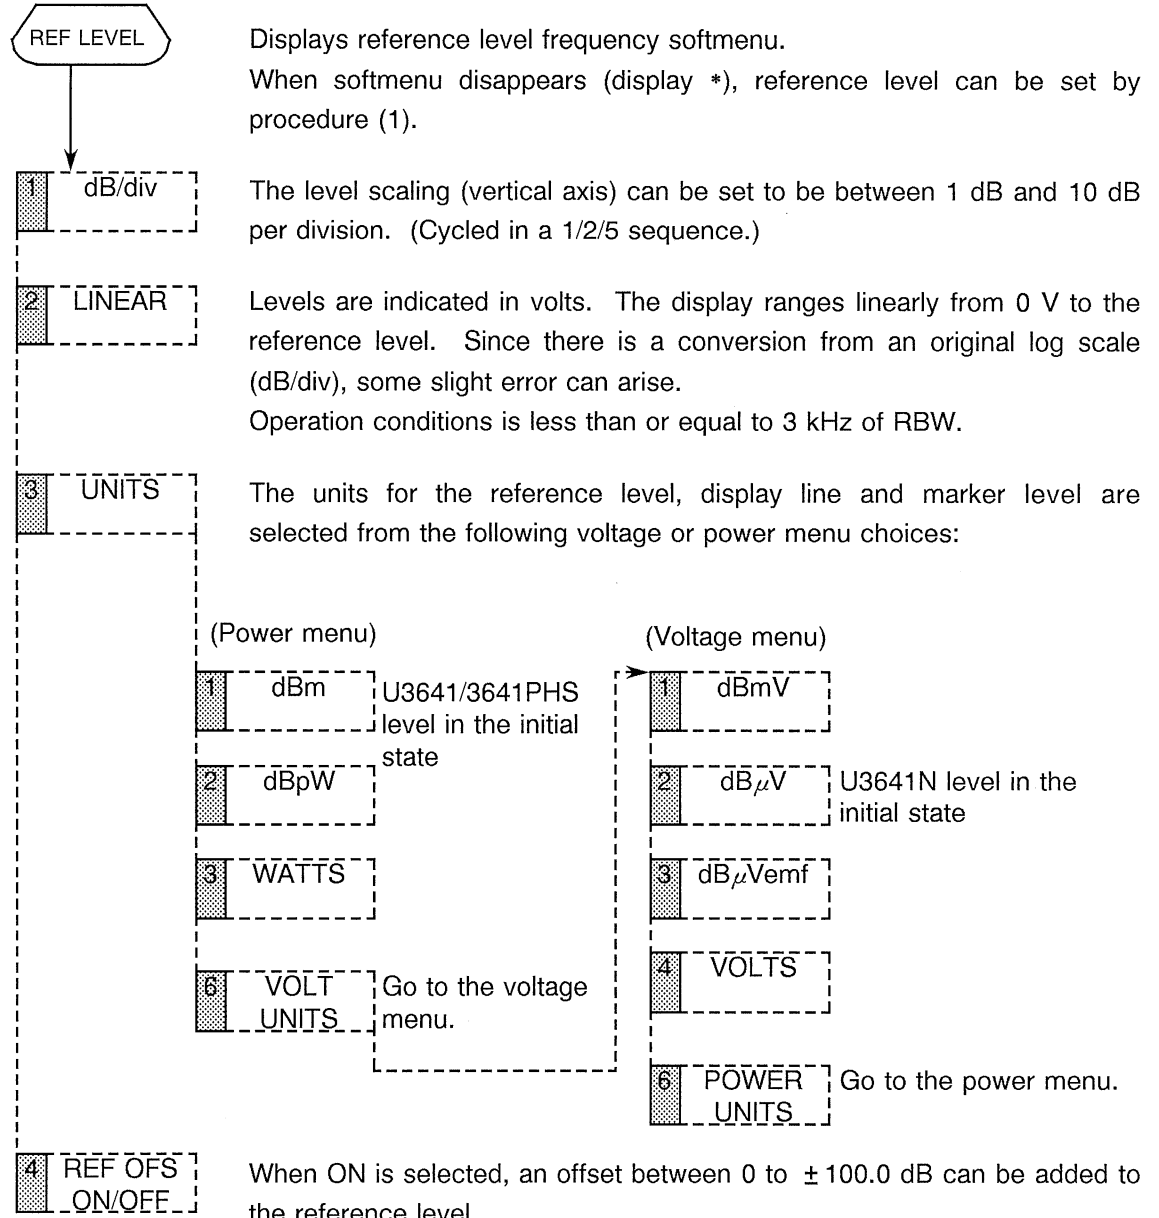 REF LEVEL
Displays reference level frequency softmenu.
When softmenu disappears (display *), reference level can be set by
procedure (1).
1 dB/div
The level scaling (vertical axis) can be set to be between 1 dB and 10 dB
per division. (Cycled in a 1/2/5 sequence.)
2 LINEAR
Levels are indicated in volts. The display ranges linearly from 0 V to the
reference level. Since there is a conversion from an original log scale
(dB/div), some slight error can arise.
Operation conditions is less than or equal to 3 kHz of RBW.
3 UNITS
The units for the reference level, display line and marker level are
selected from the following voltage or power menu choices:
(Power menu)
1 dBm
U3641/3641PHS
level in the initial
state
2 dBpW
3 WATTS
6 VOLT
UNITS
Go to the voltage
menu.
(Voltage menu)
1 dBmV
2 dBμV
U3641N level in the
initial state
3 dBμVemf
4 VOLTS
6 POWER
UNITS
Go to the power menu.
4 REF OFS
ON/OFF
When ON is selected, an offset between 0 to ±100.0 dB can be added to
the reference level